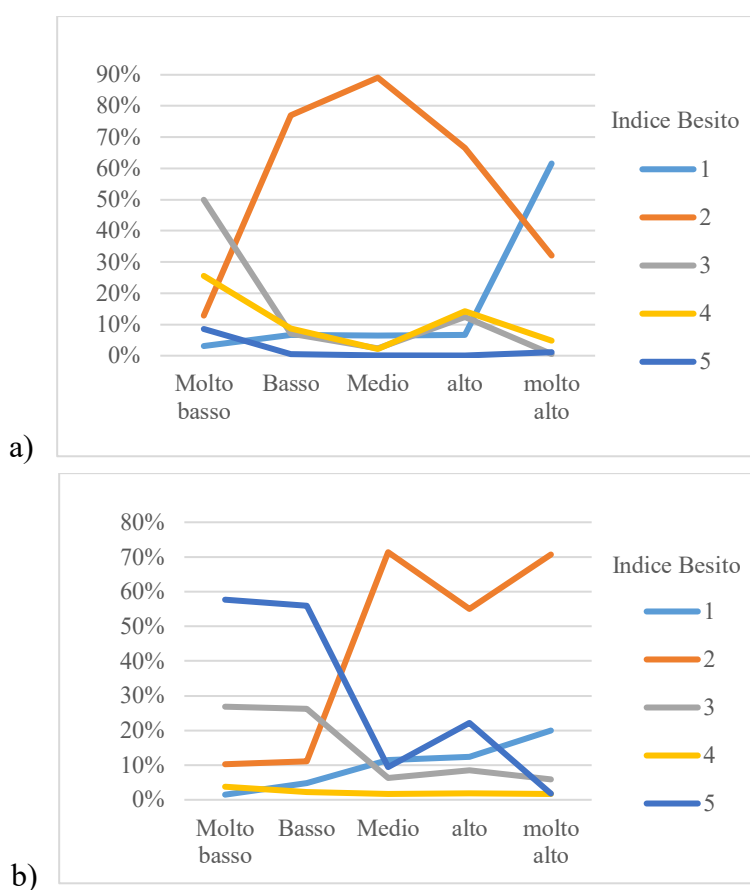 90%
80%
70%
60%
50%
40%
30%
20%
10%
0%
Molto basso
Basso
Medio
alto
molto alto
Indice Besito
1
2
3
4
5
a)
80%
70%
60%
50%
40%
30%
20%
10%
0%
Molto basso
Basso
Medio
alto
molto alto
Indice Besito
1
2
3
4
5
b)